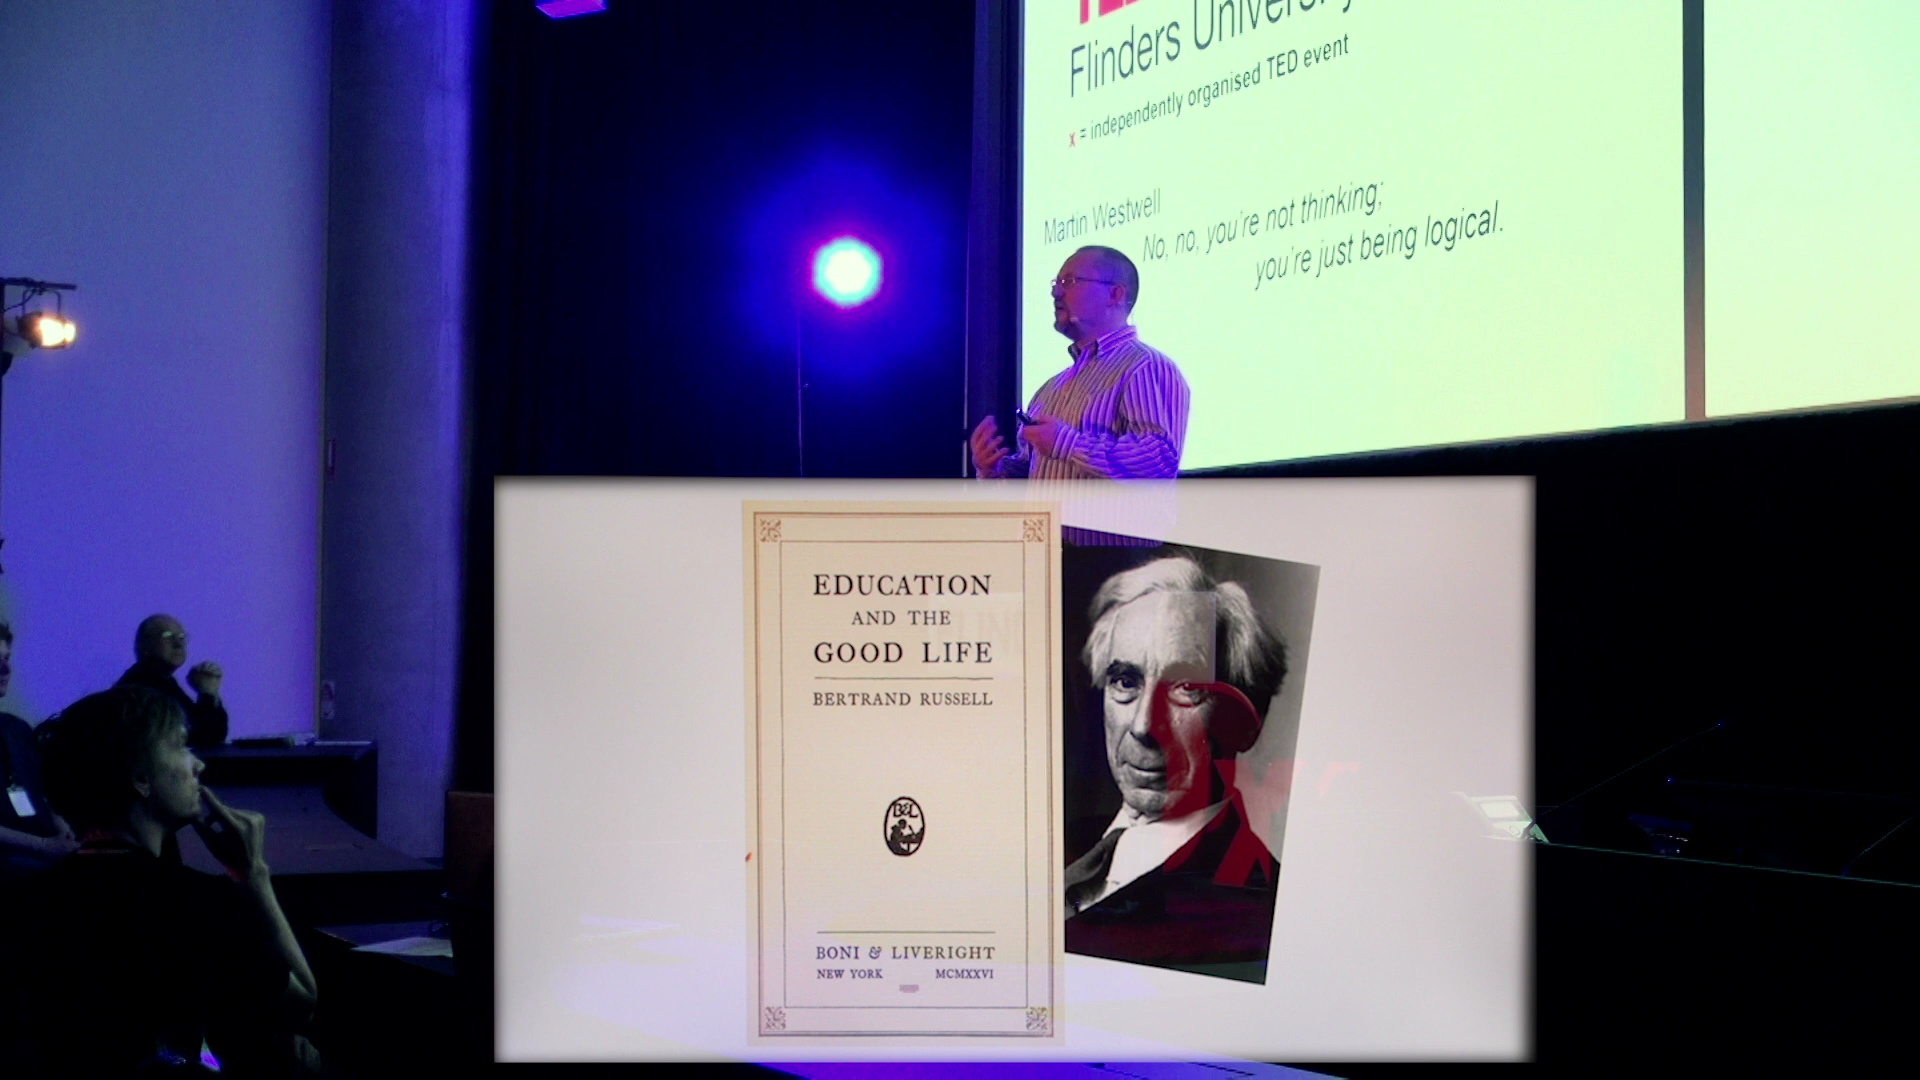 Flinders University
x = independently organised TED event
Martin Westwell
No, no, you're not thinking;
you're just being logical.
EDUCATION
AND THE
GOOD LIFE
BERTRAND RUSSELL
B&L
BONI & LIVERIGHT
NEW YORK MCMXXVI